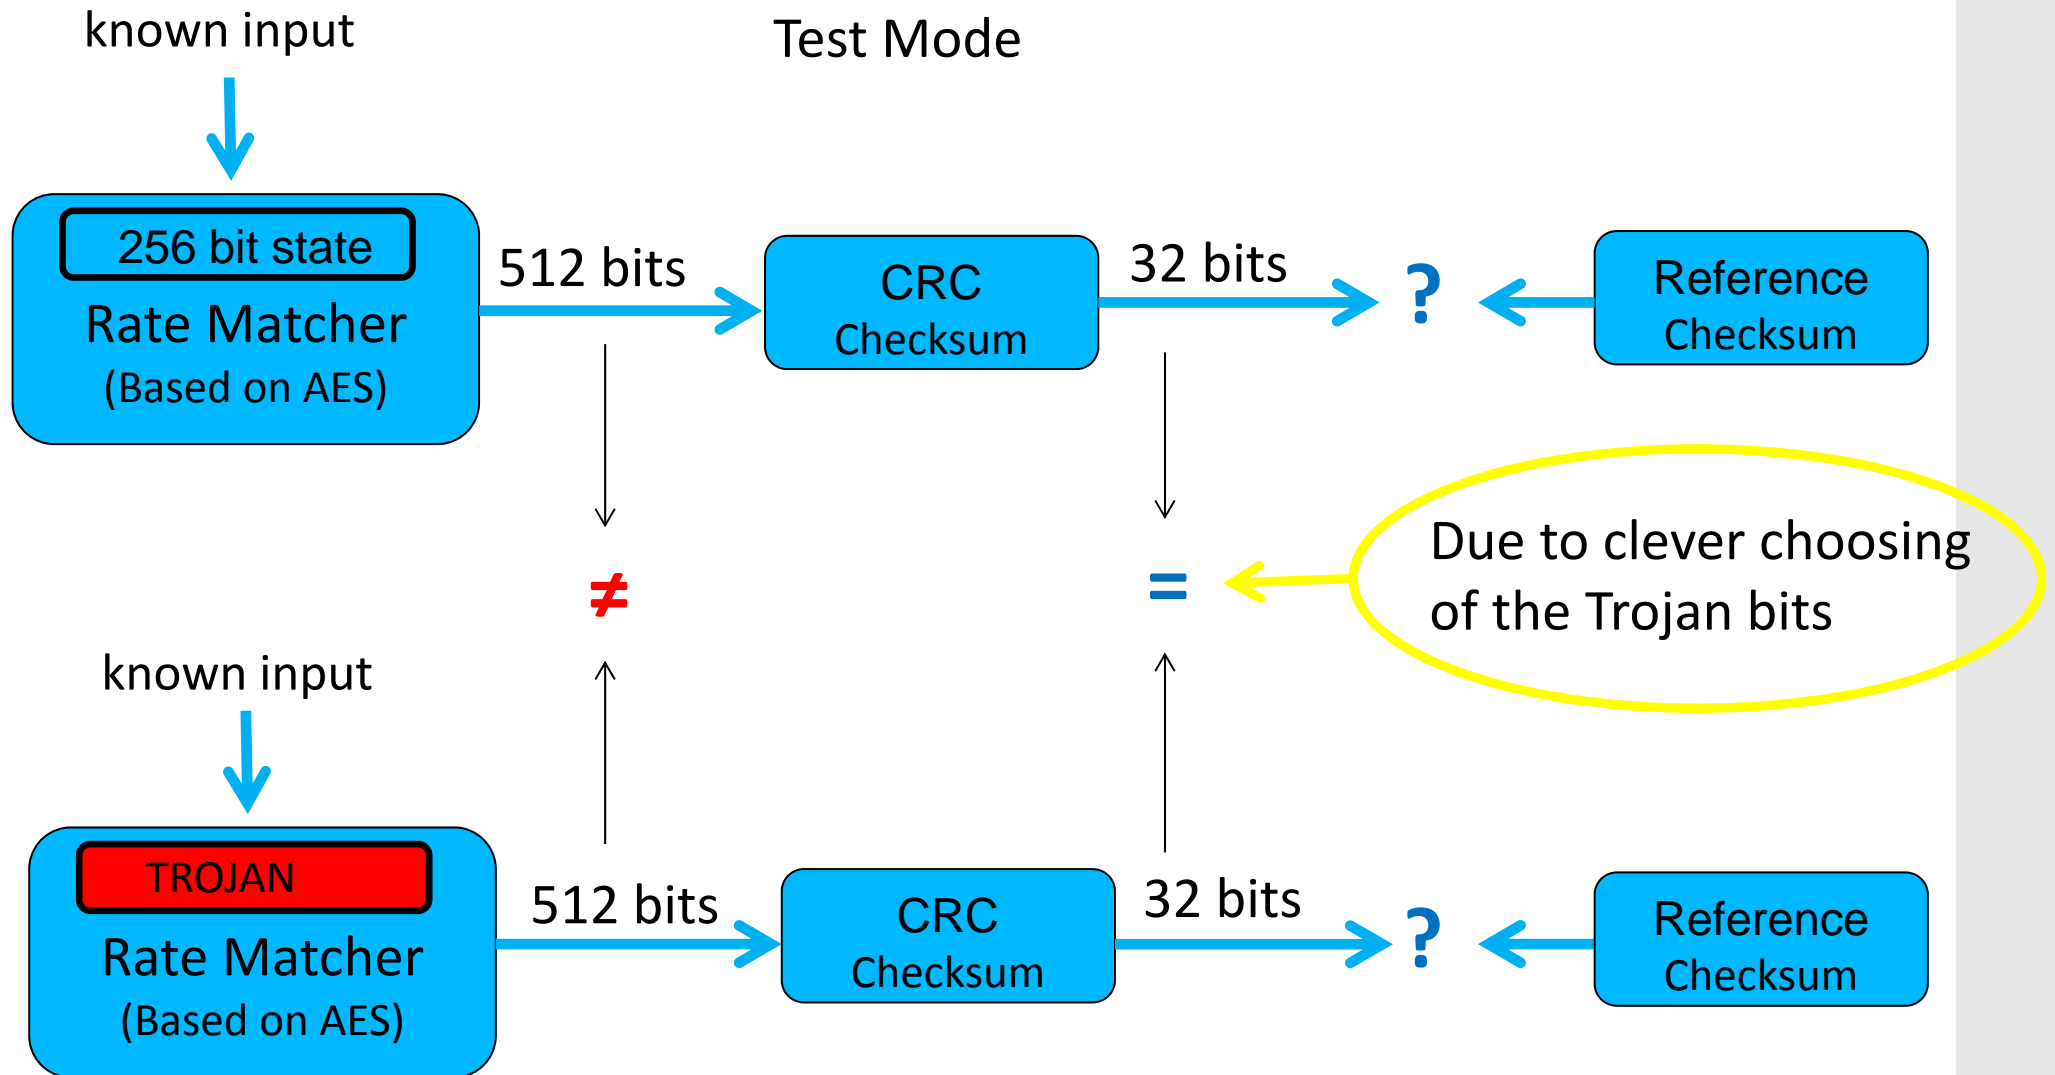 known input
Test Mode
256 bit state
Rate Matcher
(Based on AES)
512 bits
CRC
Checksum
32 bits
?
Reference
Checksum
≠
=
Due to clever choosing
of the Trojan bits
known input
TROJAN
Rate Matcher
(Based on AES)
512 bits
CRC
Checksum
32 bits
?
Reference
Checksum